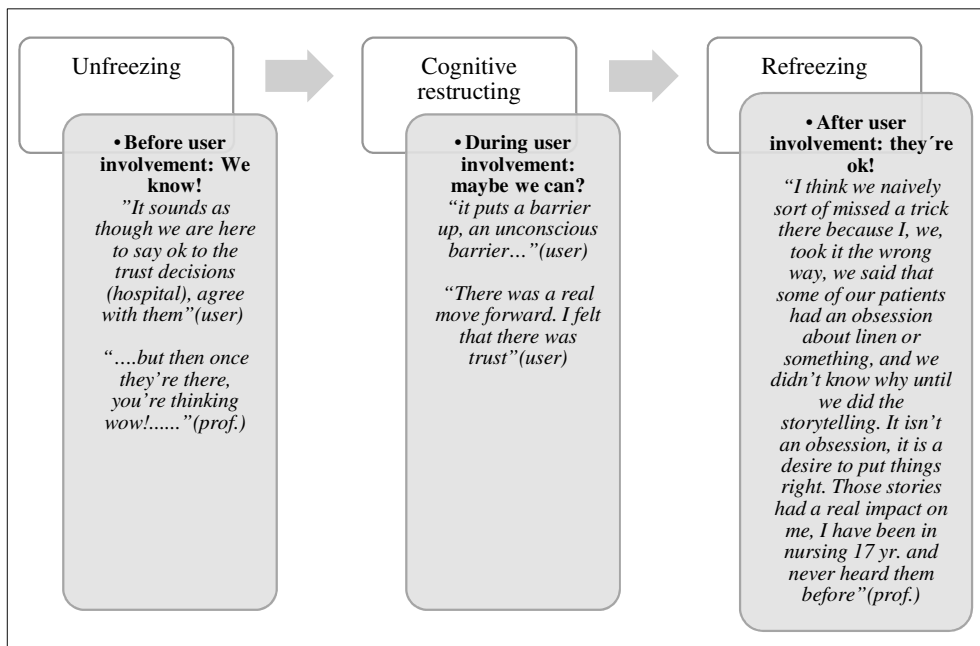 Unfreezing
• Before user
involvement: We
know!
”It sounds as
though we are here
to say ok to the
trust decisions
(hospital), agree
with them”(user)
“….but then once
they’re there,
you’re thinking
wow!......”(prof.)
Cognitive
restructing
• During user
involvement:
maybe we can?
“it puts a barrier
up, an unconscious
barrier…”(user)
“There was a real
move forward. I felt
that there was
trust”(user)
Refreezing
• After user
involvement: they´re
ok!
“I think we naively
sort of missed a trick
there because I, we,
took it the wrong
way, we said that
some of our patients
had an obsession
about linen or
something, and we
didn’t know why until
we did the
storytelling. It isn’t
an obsession, it is a
desire to put things
right. Those stories
had a real impact on
me, I have been in
nursing 17 yr. and
never heard them
before”(prof.)